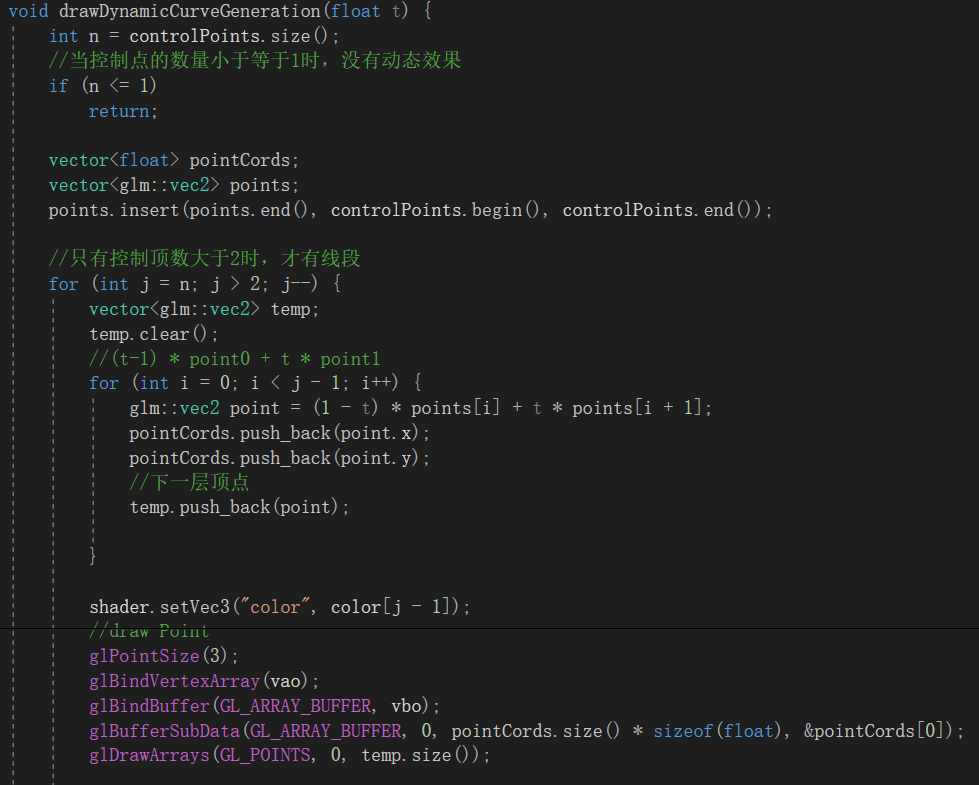 void drawDynamicCurveGeneration(float t) {
int n = controlPoints.size();
//当控制点的数量小于等于1时，没有动态效果
if (n <= 1)
return;
vector<float> pointCords;
vector<glm::vec2> points;
points.insert(points.end(), controlPoints.begin(), controlPoints.end());
//只有控制顶数大于2时，才有线段
for (int j = n; j > 2; j--) {
vector<glm::vec2> temp;
temp.clear();
//(t-1) * point0 + t * point1
for (int i = 0; i < j - 1; i++) {
glm::vec2 point = (1 - t) * points[i] + t * points[i + 1];
pointCords.push_back(point.x);
pointCords.push_back(point.y);
//下一层顶点
temp.push_back(point);
}
shader.setVec3("color", color[j - 1]);
//draw Point
glPointSize(3);
glBindVertexArray(vao);
glBindBuffer(GL_ARRAY_BUFFER, vbo);
glBufferSubData(GL_ARRAY_BUFFER, 0, pointCords.size() * sizeof(float), &pointCords[0]);
glDrawArrays(GL_POINTS, 0, temp.size());